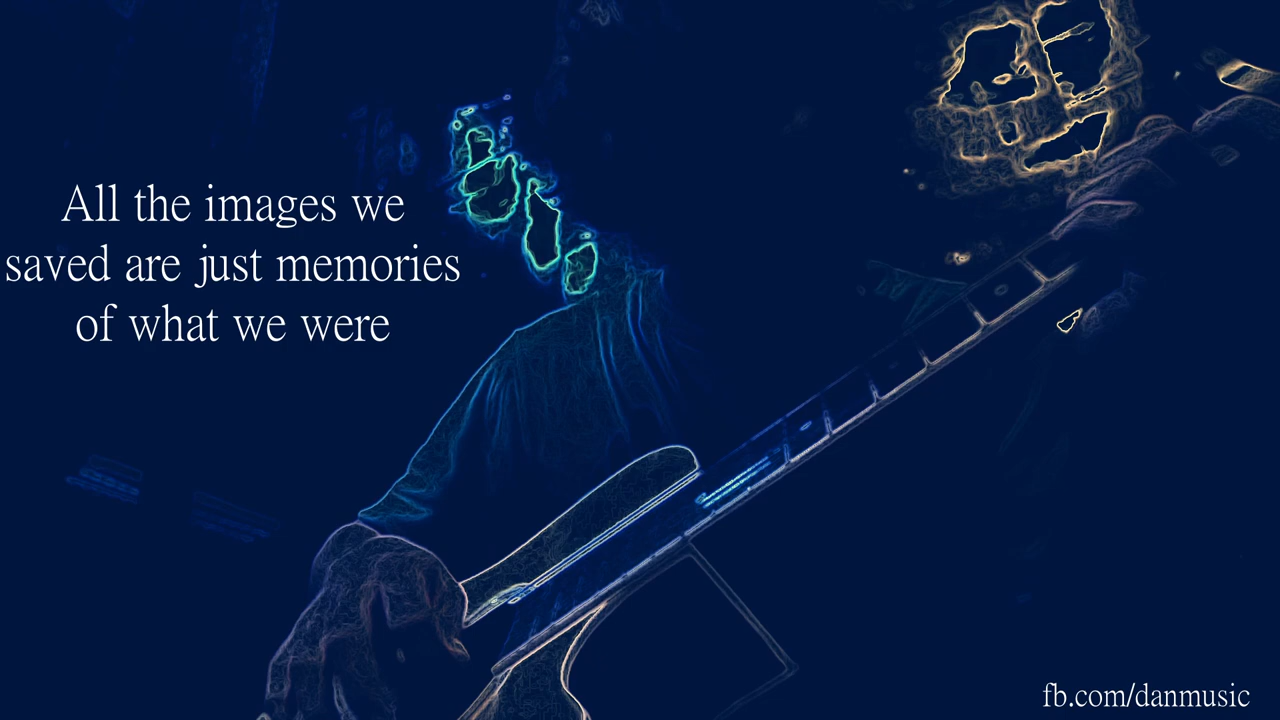 All the images we
saved are just memories
of what we were
fb.com/danmusic